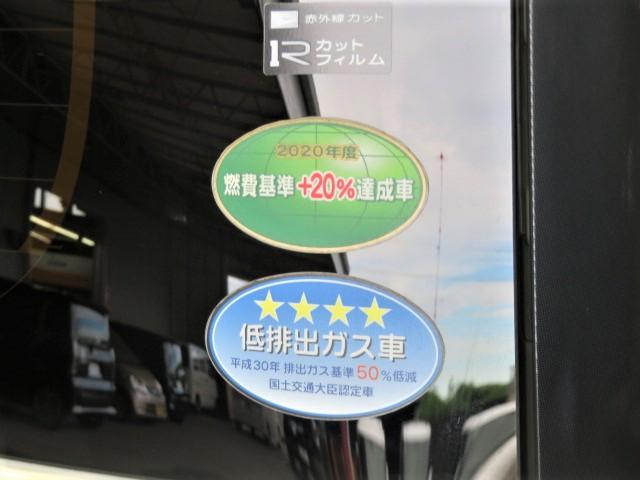 赤外線カット
IR カット
フィルム
2020年度
燃費基準+20%達成車
★★★★
低排出ガス車
平成30年 排出ガス基準50%低減
国土交通大臣認定車